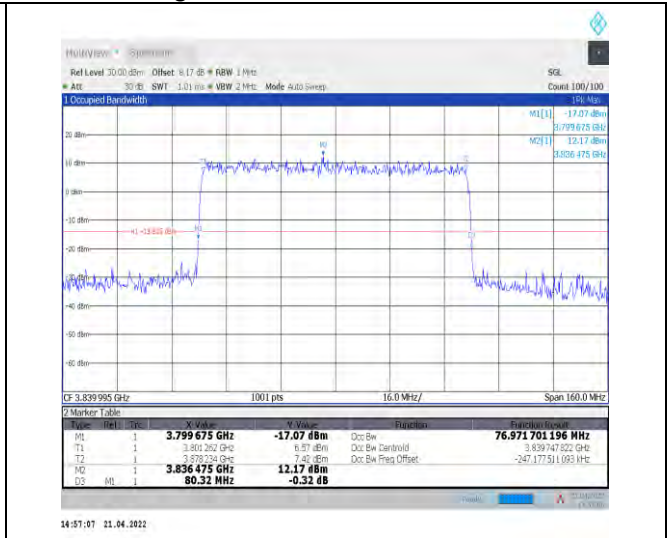 MultiView Spectrum
Ref Level 30.00 dBm Offset 8.17 dB RBW 1 MHz SGL
Att 30 dB SWT 1.01 ms VBW 2 MHz Mode Auto Sweep Count 100/100
1 Occupied Bandwidth 1Pk Max
M1[1] -17.07 dBm
3.799 675 GHz
M2[1] 12.17 dBm
3.836 475 GHz
20 dBm
M2
10 dBm
0 dBm
-10 dBm
M1
D3
-20 dBm
-30 dBm
-40 dBm
-50 dBm
-60 dBm
CF 3.839 995 GHz 1001 pts 16.0 MHz/ Span 160.0 MHz
2 Marker Table
Type Ref Trc X-Value Y-Value Function Function Result
M1 1 3.799 675 GHz -17.07 dBm Occ Bw 76.971 701 196 MHz
T1 1 3.801 262 GHz 6.57 dBm Occ Bw Centroid 3.839 747 822 GHz
T2 1 3.878 234 GHz 7.42 dBm Occ Bw Freq Offset -247.177 511 093 kHz
M2 1 3.836 475 GHz 12.17 dBm
D3 M1 1 80.32 MHz -0.32 dB
14:57:07 21.04.2022